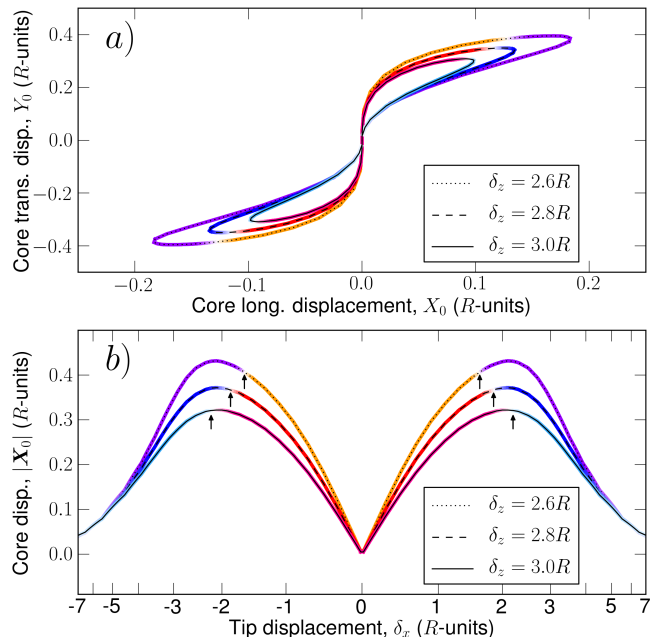 a)
Core trans. disp., Y₀ (R-units)
0.4
0.2
0.0
−0.2
−0.4
δz = 2.6R
δz = 2.8R
δz = 3.0R
−0.2 −0.1 0.0 0.1 0.2
Core long. displacement, X₀ (R-units)
b)
Core disp., |X₀| (R-units)
0.4
0.3
0.2
0.1
0.0
δz = 2.6R
δz = 2.8R
δz = 3.0R
-7 -5 -3 -2 -1 0 1 2 3 5 7
Tip displacement, δx (R-units)